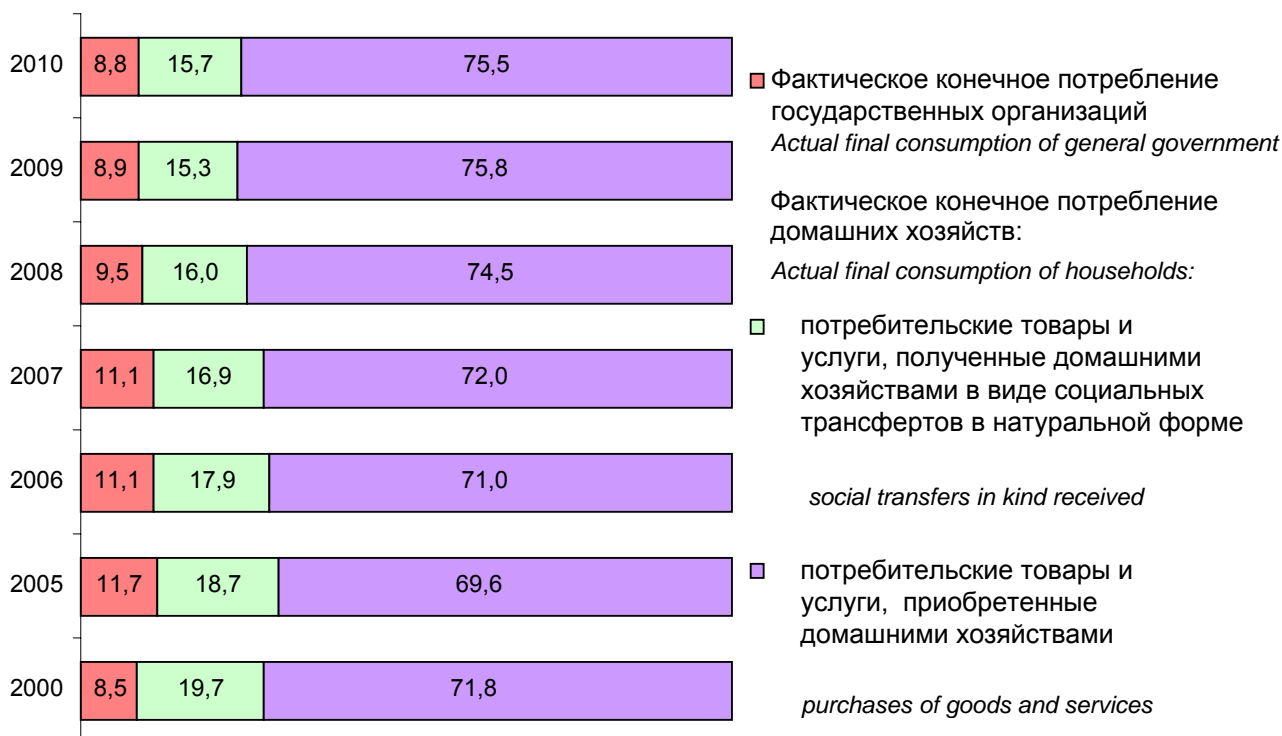 2010 8,8 15,7 75,5
2009 8,9 15,3 75,8
2008 9,5 16,0 74,5
2007 11,1 16,9 72,0
2006 11,1 17,9 71,0
2005 11,7 18,7 69,6
2000 8,5 19,7 71,8
Фактическое конечное потребление
государственных организаций
Actual final consumption of general government
Фактическое конечное потребление
домашних хозяйств:
Actual final consumption of households:
потребительские товары и
услуги, полученные домашними
хозяйствами в виде социальных
трансфертов в натуральной форме
social transfers in kind received
потребительские товары и
услуги, приобретенные
домашними хозяйствами
purchases of goods and services